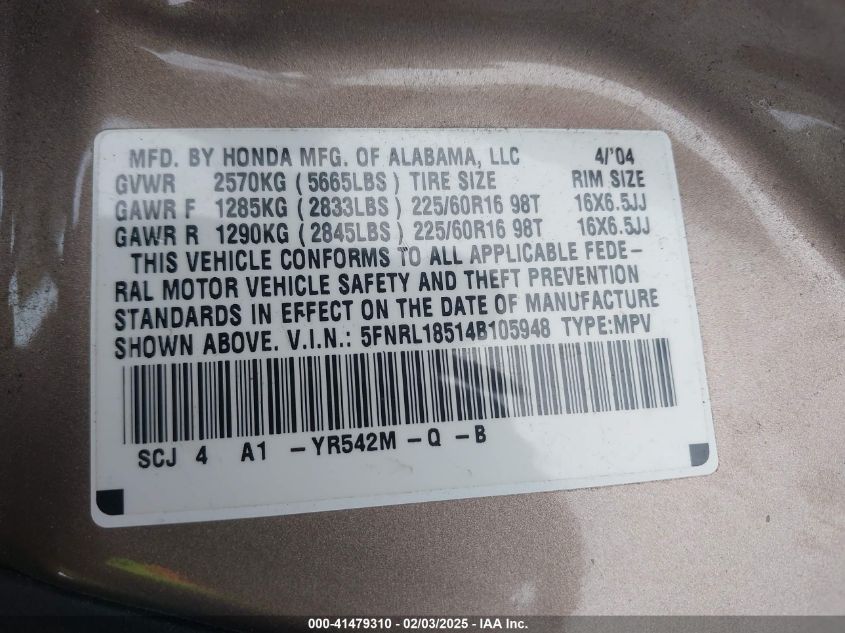 MFD. BY HONDA MFG. OF ALABAMA, LLC 4/'04
GVWR 2570KG (5665LBS) TIRE SIZE RIM SIZE
GAWR F 1285KG (2833LBS) 225/60R16 98T 16X6.5JJ
GAWR R 1290KG (2845LBS) 225/60R16 98T 16X6.5JJ
THIS VEHICLE CONFORMS TO ALL APPLICABLE FEDE-
RAL MOTOR VEHICLE SAFETY AND THEFT PREVENTION
STANDARDS IN EFFECT ON THE DATE OF MANUFACTURE
SHOWN ABOVE. V.I.N.: 5FNRL18514B105948 TYPE:MPV
SCJ 4 A1 -YR542M -Q -B
000-41479310 - 02/03/2025 - IAA Inc.